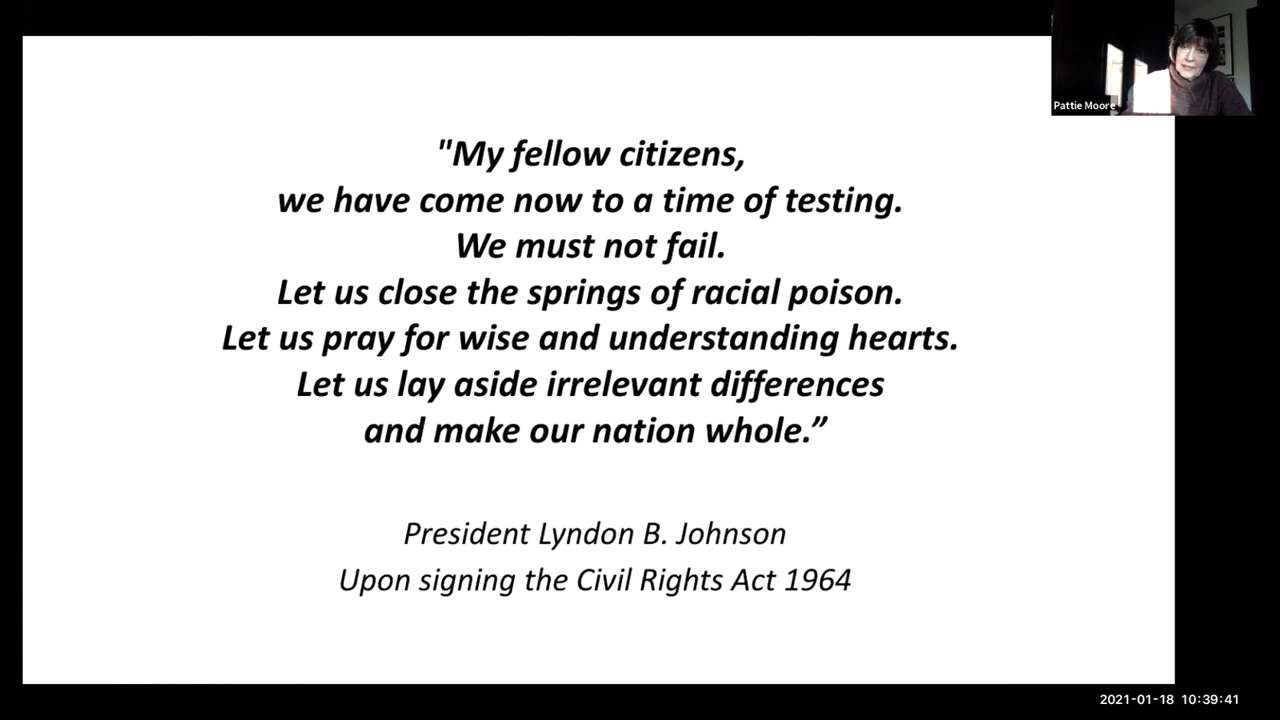 Pattie Moore
"My fellow citizens,
we have come now to a time of testing.
We must not fail.
Let us close the springs of racial poison.
Let us pray for wise and understanding hearts.
Let us lay aside irrelevant differences
and make our nation whole.”
President Lyndon B. Johnson
Upon signing the Civil Rights Act 1964
2021-01-18 10:39:41